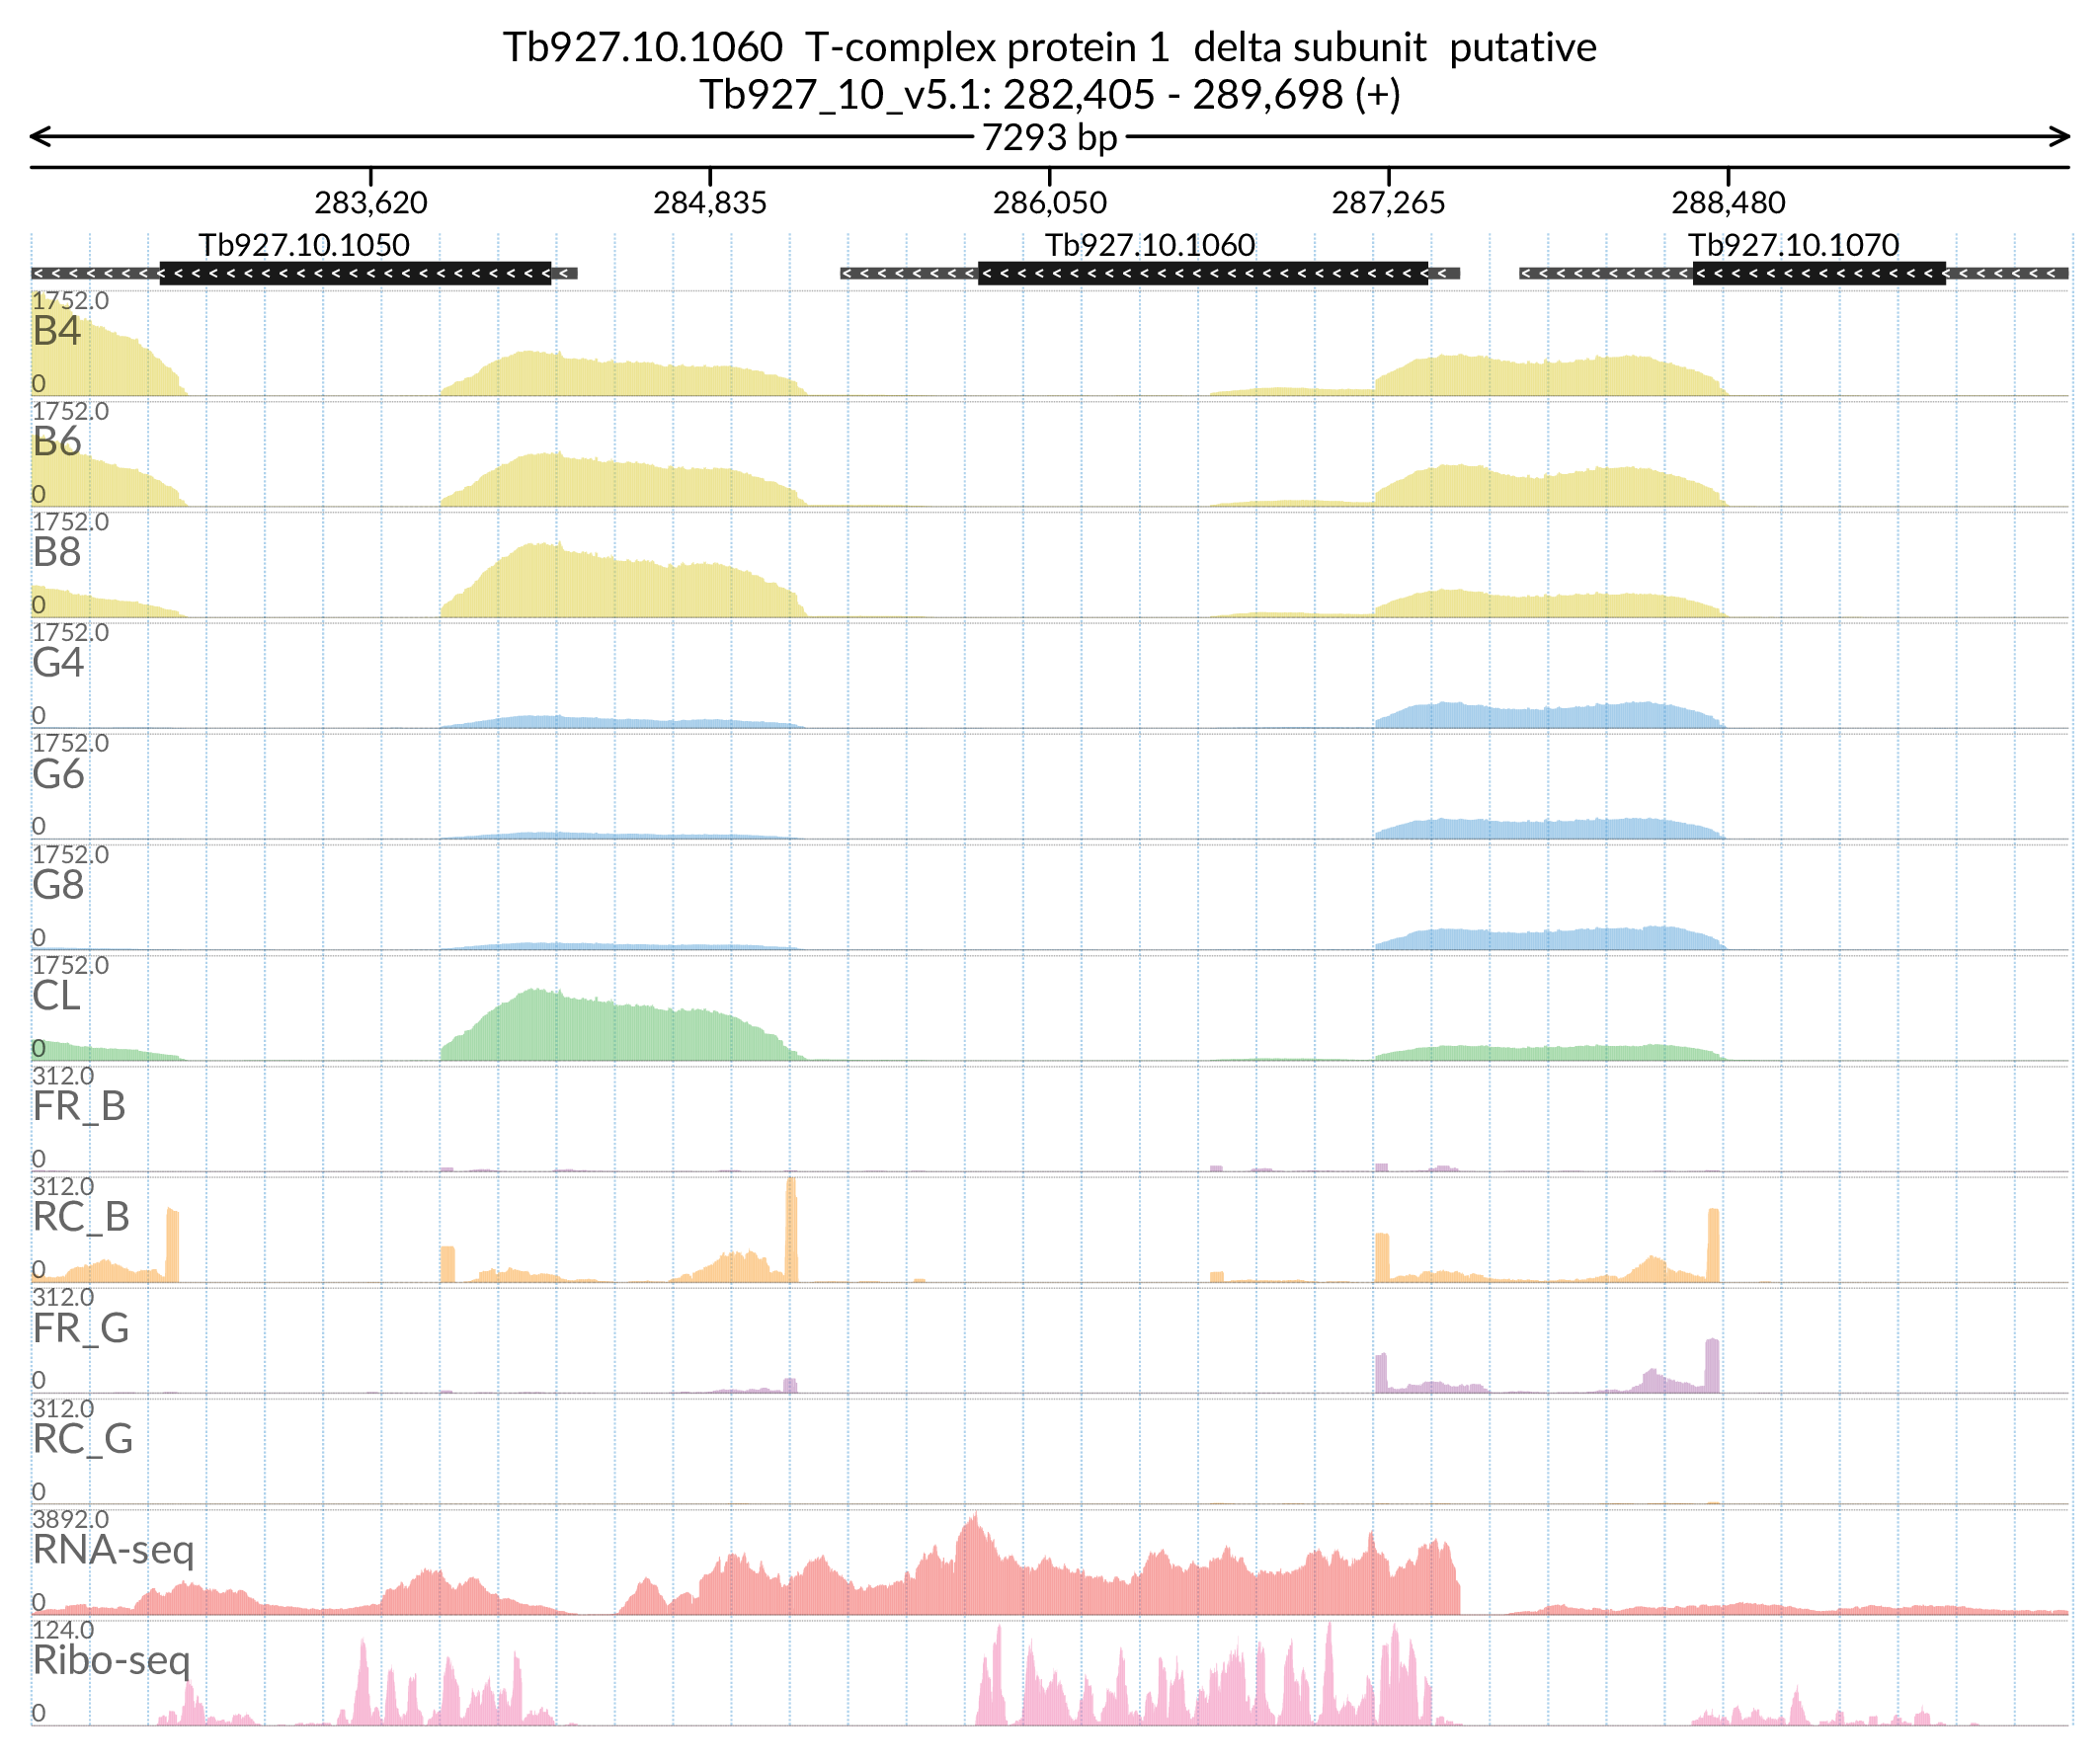 Tb927.10.1060 T-complex protein 1 delta subunit putative
Tb927_10_v5.1: 282,405 - 289,698 (+)
7293 bp
283,620 284,835 286,050 287,265 288,480
Tb927.10.1050 Tb927.10.1060 Tb927.10.1070
1752.0
B4
0
1752.0
B6
0
1752.0
B8
0
1752.0
G4
0
1752.0
G6
0
1752.0
G8
0
1752.0
CL
0
312.0
FR_B
0
312.0
RC_B
0
312.0
FR_G
0
312.0
RC_G
0
3892.0
RNA-seq
0
124.0
Ribo-seq
0